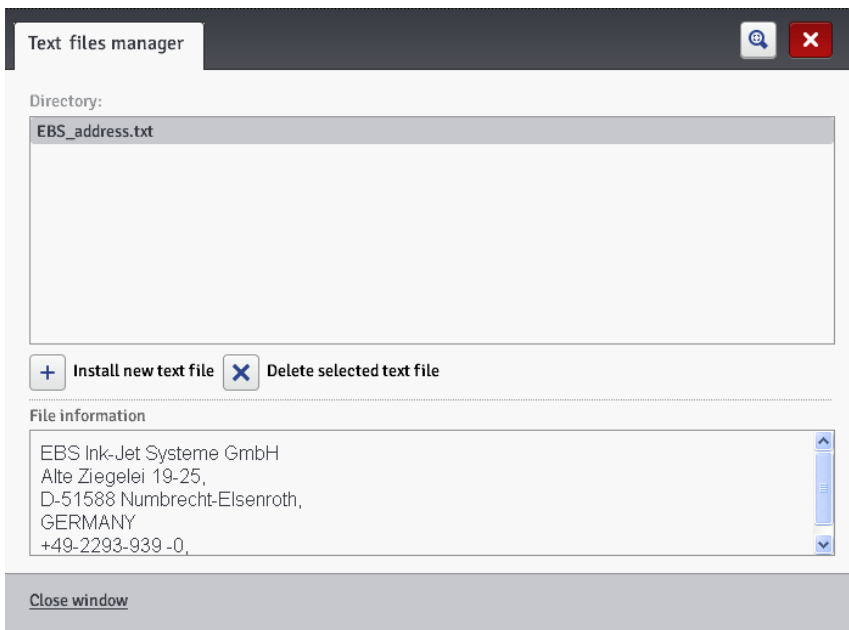 Text files manager
Directory:
EBS_address.txt
Install new text file Delete selected text file
File information
EBS Ink-Jet Systeme GmbH
Alte Ziegelei 19-25,
D-51588 Numbrecht-Elsenroth,
GERMANY
+49-2293-939 -0,
Close window